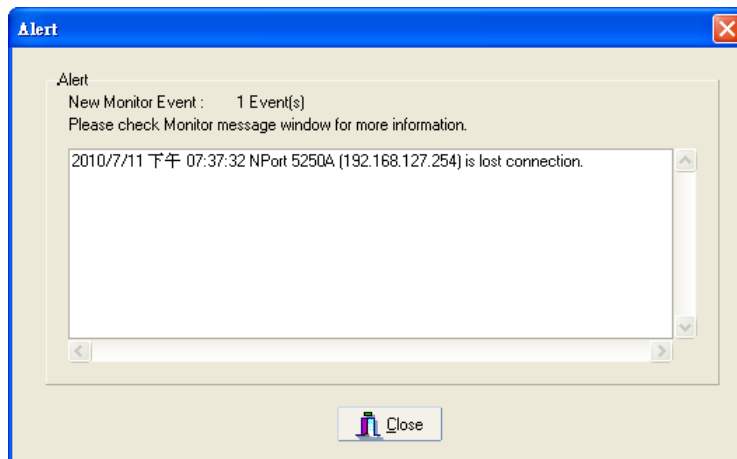 Alert
Alert
New Monitor Event : 1 Event(s)
Please check Monitor message window for more information.
2010/7/11 下午 07:37:32 NPort 5250A (192.168.127.254) is lost connection.
Close